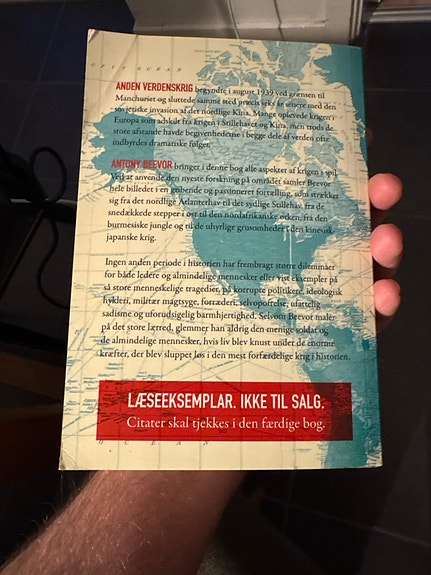 ANDEN VERDENSKRIG begyndte i august 1939 ved grænsen til
Manchuriet og sluttede samme sted præcis seks år senere med den
sovjetiske invasion af det nordlige Kina. Mange oplevede krigen i
Europa som adskilt fra krigen i Stillehavet og Kina, men trods de
store afstande havde begivenhederne i begge dele af verden ofte
indbyrdes dramatiske følger.
ANTONY BEEVOR bringer i denne bog alle aspekter af krigen i spil.
Ved at anvende den nyeste forskning på området samler Beevor
hele billedet i en gribende og passioneret fortælling, som strækker
sig fra det nordlige Atlanterhav til det sydlige Stillehav, fra de
snedækkede stepper i øst til den nordafrikanske ørken, fra den
burmesiske jungle og til de uhyrlige grusomheder i den kinesisk-
japanske krig.
Ingen anden periode i historien har frembragt større dilemmaer
for både ledere og almindelige mennesker eller vist eksempler på
så store menneskelige tragedier, på korrupte politikere, ideologisk
hykleri, militær magtsyge, forræderi, selvopoffrelse, ufattelig
sadisme og uforudsigelig barmhjertighed. Selvom Beevor maler
på det store lærred, glemmer han aldrig den menige soldat og
de almindelige mennesker, hvis liv blev knust under de enorme
kræfter, der blev sluppet løs i den mest forfærdelige krig i historien.
LÆSEEKSEMPLAR. IKKE TIL SALG.
Citater skal tjekkes i den færdige bog.
OCEAN